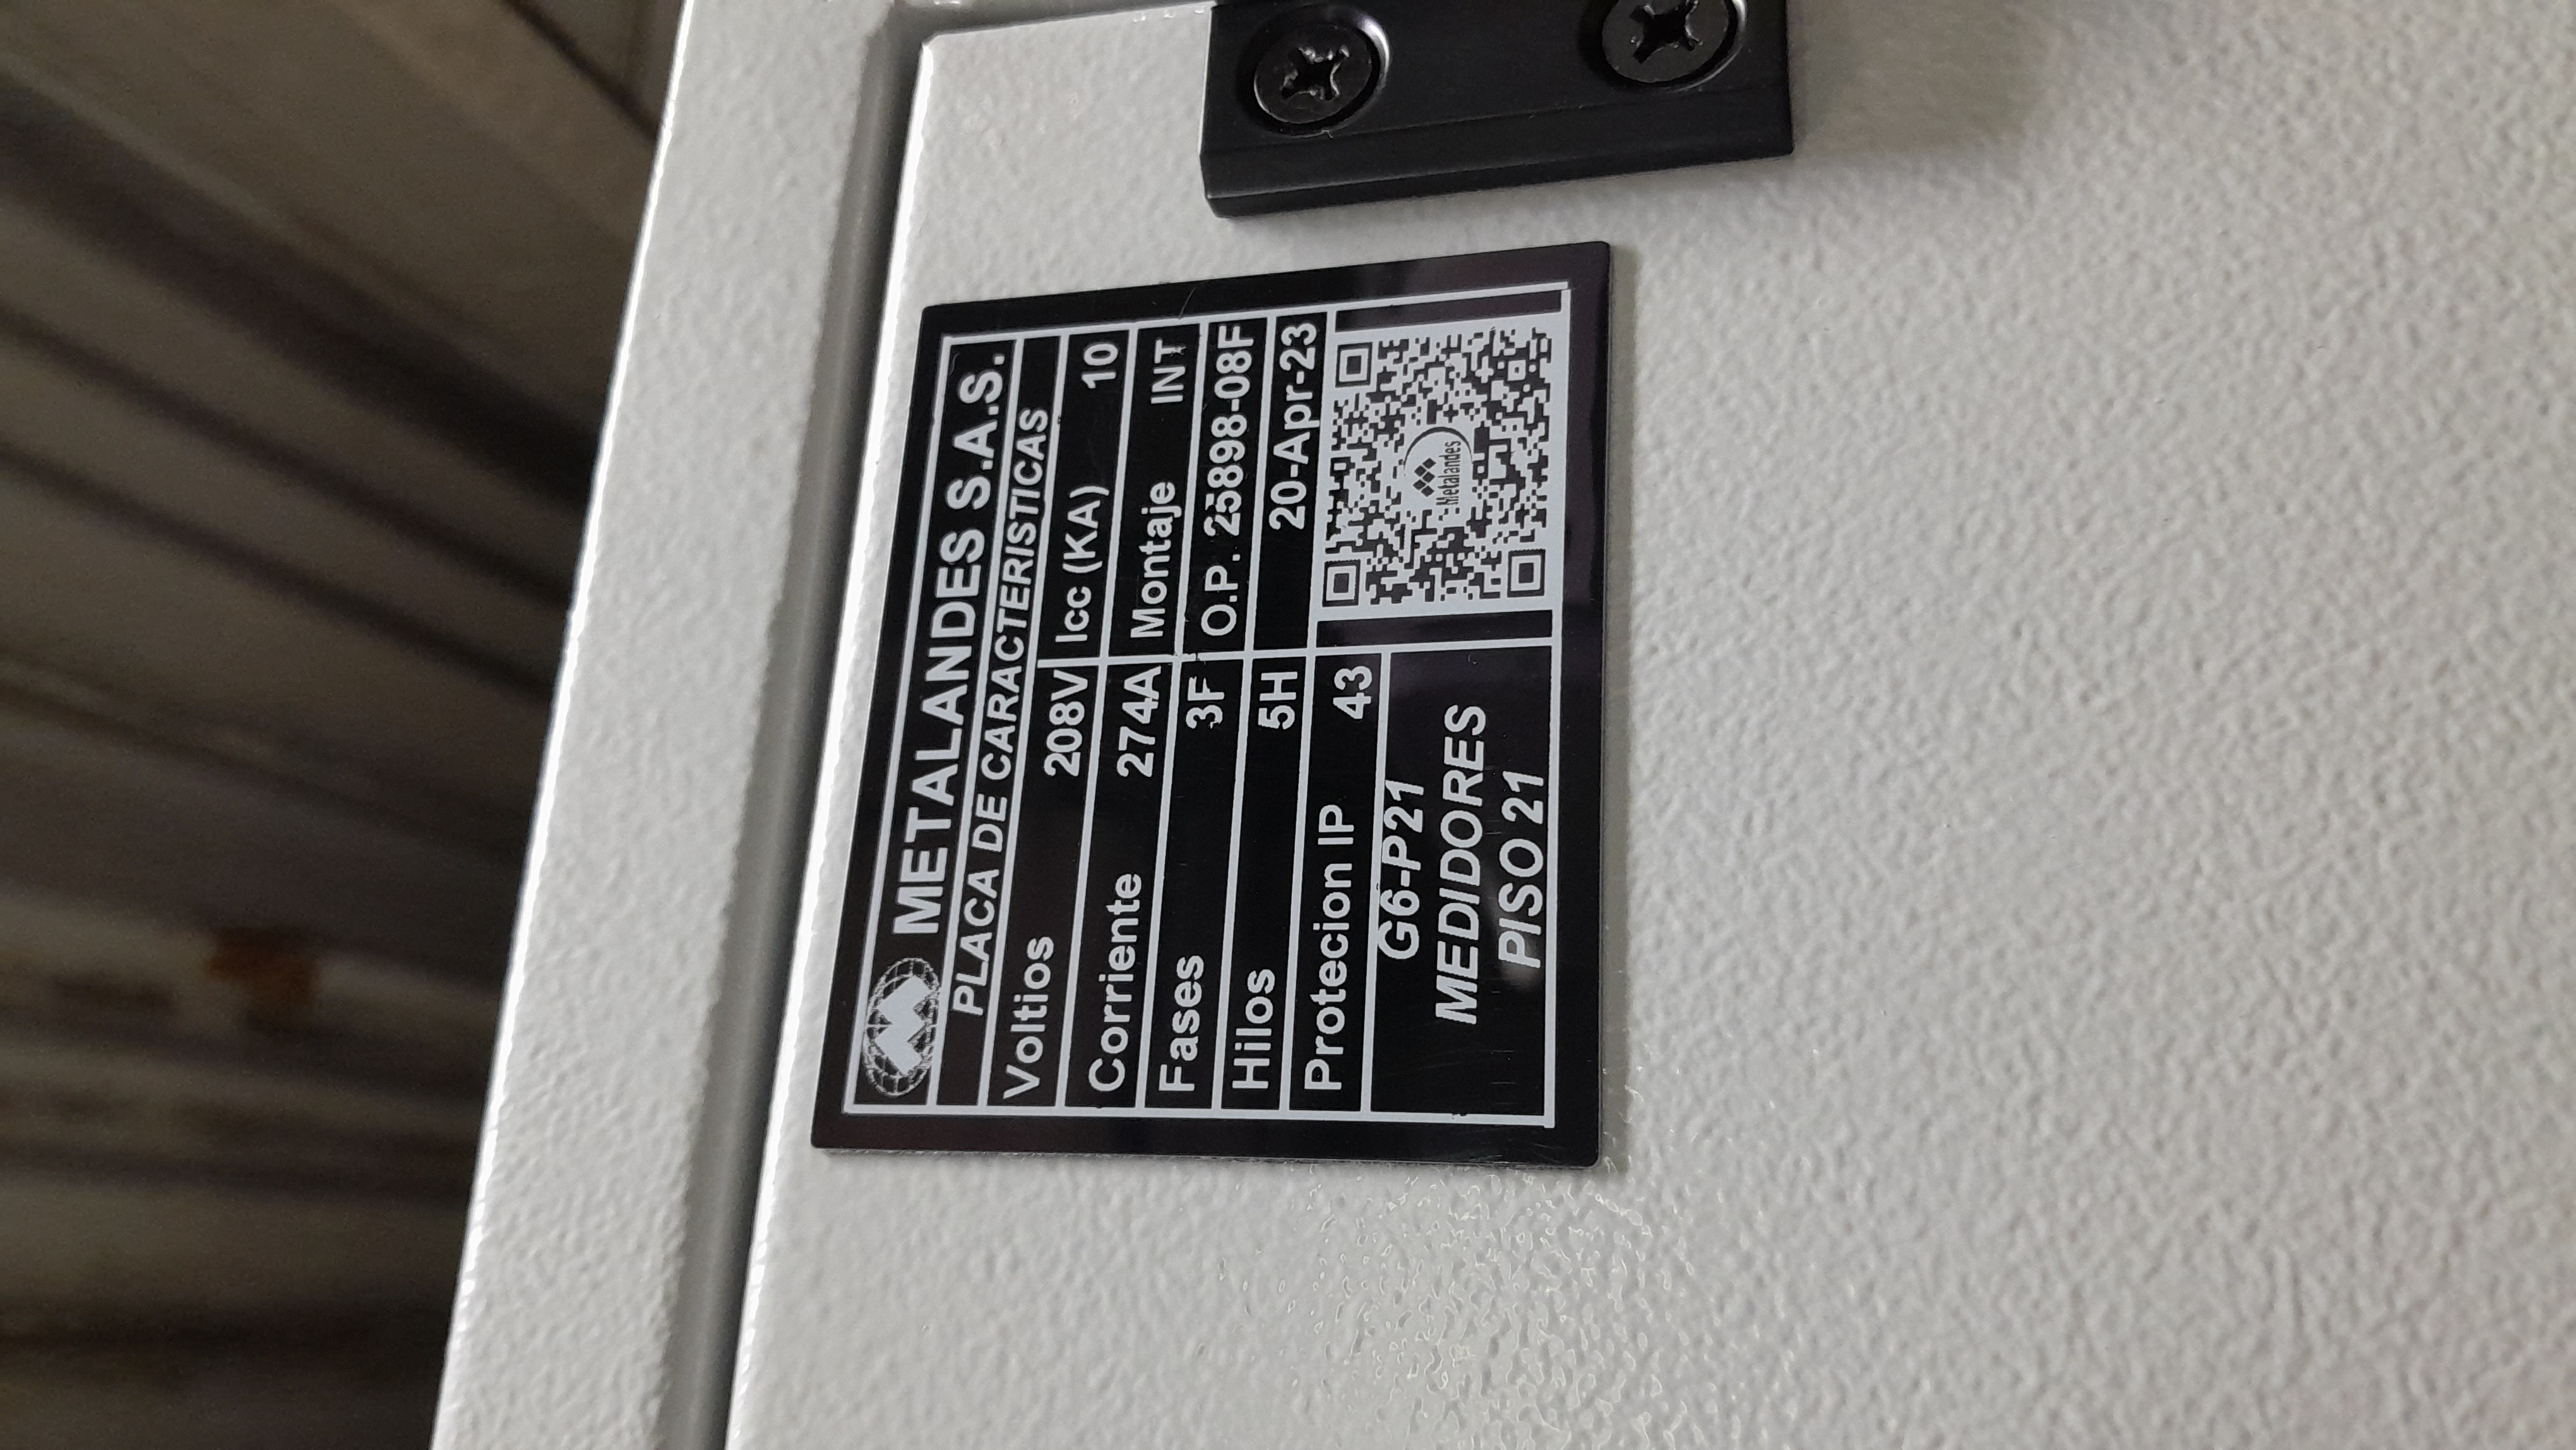 METALANDES S.A.S.
PLACA DE CARACTERISTICAS
Voltios 208V Icc (KA) 10
Corriente 274A Montaje INT
Fases 3F O.P. 25898-08F
Hilos 5H 20-Apr-23
Protecion IP 43
G6-P21
MEDIDORES
PISO 21
Metalandes